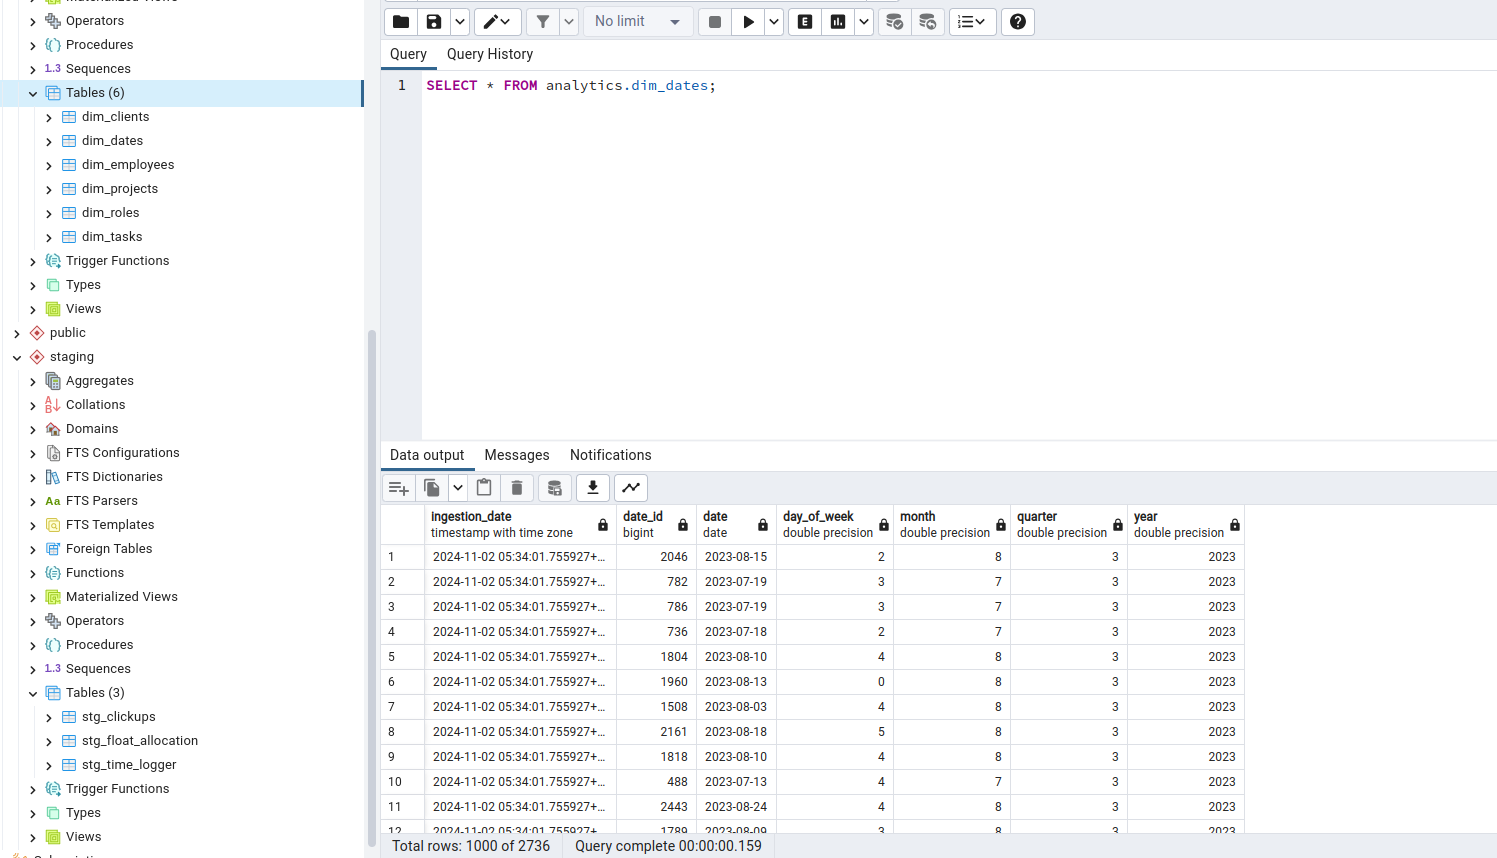 Operators
Procedures
1..3 Sequences
Tables (6)
dim_clients
dim_dates
dim_employees
dim_projects
dim_roles
dim_tasks
Trigger Functions
Types
Views
public
staging
Aggregates
Collations
Domains
FTS Configurations
FTS Dictionaries
Aa FTS Parsers
FTS Templates
Foreign Tables
Functions
Materialized Views
Operators
Procedures
1..3 Sequences
Tables (3)
stg_clickups
stg_float_allocation
stg_time_logger
Trigger Functions
Types
Views
No limit
E
Query Query History
1 SELECT * FROM analytics.dim_dates;
Data output Messages Notifications
ingestion_date date_id date day_of_week month quarter year
timestamp with time zone bigint date double precision double precision double precision double precision
1 2024-11-02 05:34:01.755927+... 2046 2023-08-15 2 8 3 2023
2 2024-11-02 05:34:01.755927+... 782 2023-07-19 3 7 3 2023
3 2024-11-02 05:34:01.755927+... 786 2023-07-19 3 7 3 2023
4 2024-11-02 05:34:01.755927+... 736 2023-07-18 2 7 3 2023
5 2024-11-02 05:34:01.755927+... 1804 2023-08-10 4 8 3 2023
6 2024-11-02 05:34:01.755927+... 1960 2023-08-13 0 8 3 2023
7 2024-11-02 05:34:01.755927+... 1508 2023-08-03 4 8 3 2023
8 2024-11-02 05:34:01.755927+... 2161 2023-08-18 5 8 3 2023
9 2024-11-02 05:34:01.755927+... 1818 2023-08-10 4 8 3 2023
10 2024-11-02 05:34:01.755927+... 488 2023-07-13 4 7 3 2023
11 2024-11-02 05:34:01.755927+... 2443 2023-08-24 4 8 3 2023
12 2024-11-02 05:34:01.755927+... 1789 2023-08-09 3 8 3 2023
Total rows: 1000 of 2736 Query complete 00:00:00.159